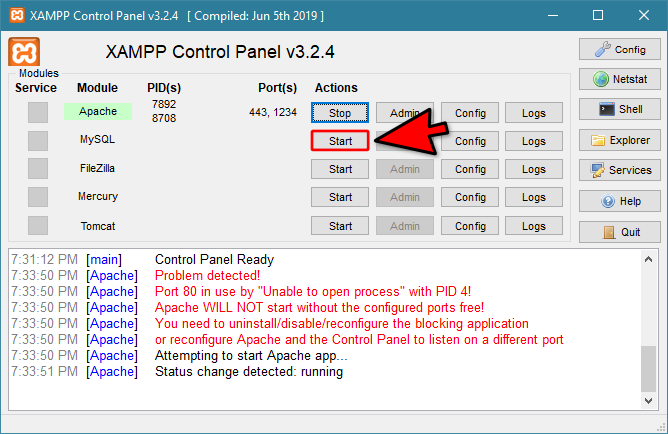 XAMPP Control Panel v3.2.4 [ Compiled: Jun 5th 2019 ]
XAMPP Control Panel v3.2.4
Config
Modules
Service Module PID(s) Port(s) Actions
Netstat
Apache 7892 8708 443, 1234 Stop Admin Config Logs
Shell
MySQL Start Config Logs
Explorer
FileZilla Start Admin Config Logs
Services
Mercury Start Admin Config Logs
Help
Tomcat Start Admin Config Logs
Quit
7:31:12 PM [main] Control Panel Ready
7:33:50 PM [Apache] Problem detected!
7:33:50 PM [Apache] Port 80 in use by "Unable to open process" with PID 4!
7:33:50 PM [Apache] Apache WILL NOT start without the configured ports free!
7:33:50 PM [Apache] You need to uninstall/disable/reconfigure the blocking application
7:33:50 PM [Apache] or reconfigure Apache and the Control Panel to listen on a different port
7:33:50 PM [Apache] Attempting to start Apache app...
7:33:51 PM [Apache] Status change detected: running